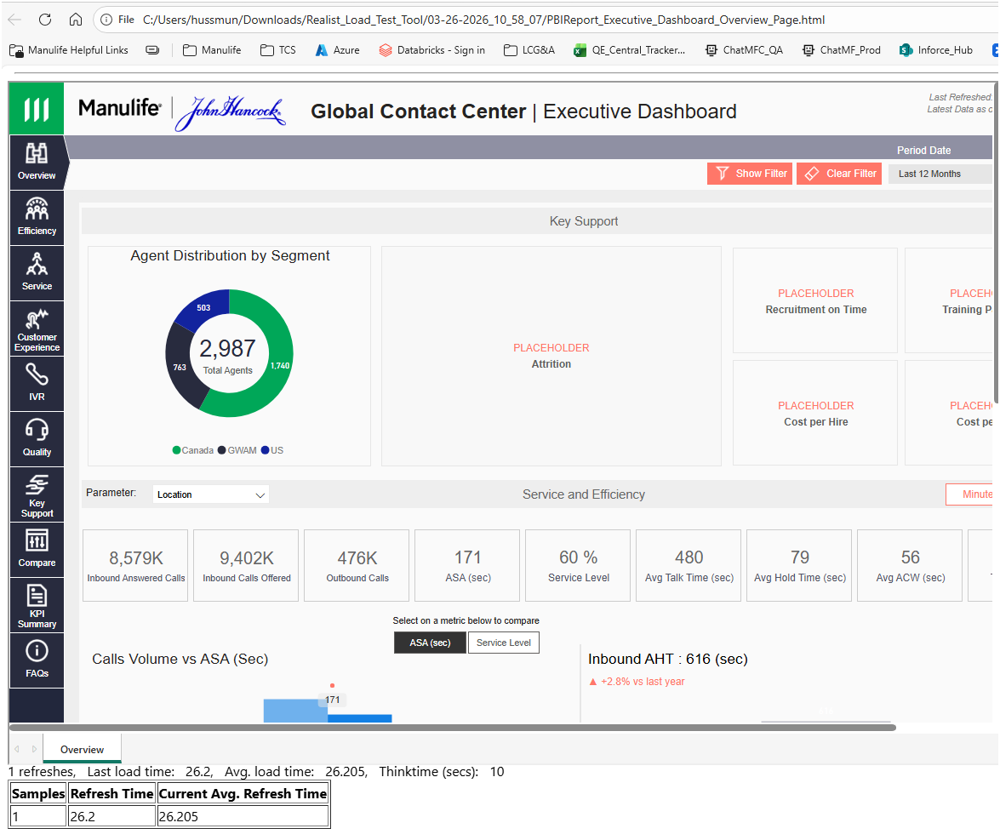 File C:/Users/hussmun/Downloads/Realist_Load_Test_Tool/03-26-2026_10_58_07/PBIReport_Executive_Dashboard_Overview_Page.html
Manulife Helpful Links Manulife TCS Azure Databricks - Sign in LCG&A QE_Central_Tracker... ChatMFC_QA ChatMF_Prod Inforce_Hub
Manulife John Hancock Global Contact Center | Executive Dashboard
Last Refreshed:
Latest Data as o
Period Date
Show Filter Clear Filter Last 12 Months
Overview
Efficiency
Service
Customer
Experience
IVR
Quality
Key
Support
Compare
KPI
Summary
FAQs
Key Support
Agent Distribution by Segment
503
763
1,740
2,987
Total Agents
Canada GWAM US
PLACEHOLDER
Attrition
PLACEHOLDER
Recruitment on Time
PLACEH
Training P
PLACEHOLDER
Cost per Hire
PLACEH
Cost pe
Parameter: Location
Service and Efficiency
Minute
8,579K
Inbound Answered Calls
9,402K
Inbound Calls Offered
476K
Outbound Calls
171
ASA (sec)
60 %
Service Level
480
Avg Talk Time (sec)
79
Avg Hold Time (sec)
56
Avg ACW (sec)
Select on a metric below to compare
ASA (sec) Service Level
Calls Volume vs ASA (Sec)
171
Inbound AHT : 616 (sec)
▲ +2.8% vs last year
Overview
1 refreshes, Last load time: 26.2, Avg. load time: 26.205, Thinktime (secs): 10
Samples Refresh Time Current Avg. Refresh Time
1 26.2 26.205